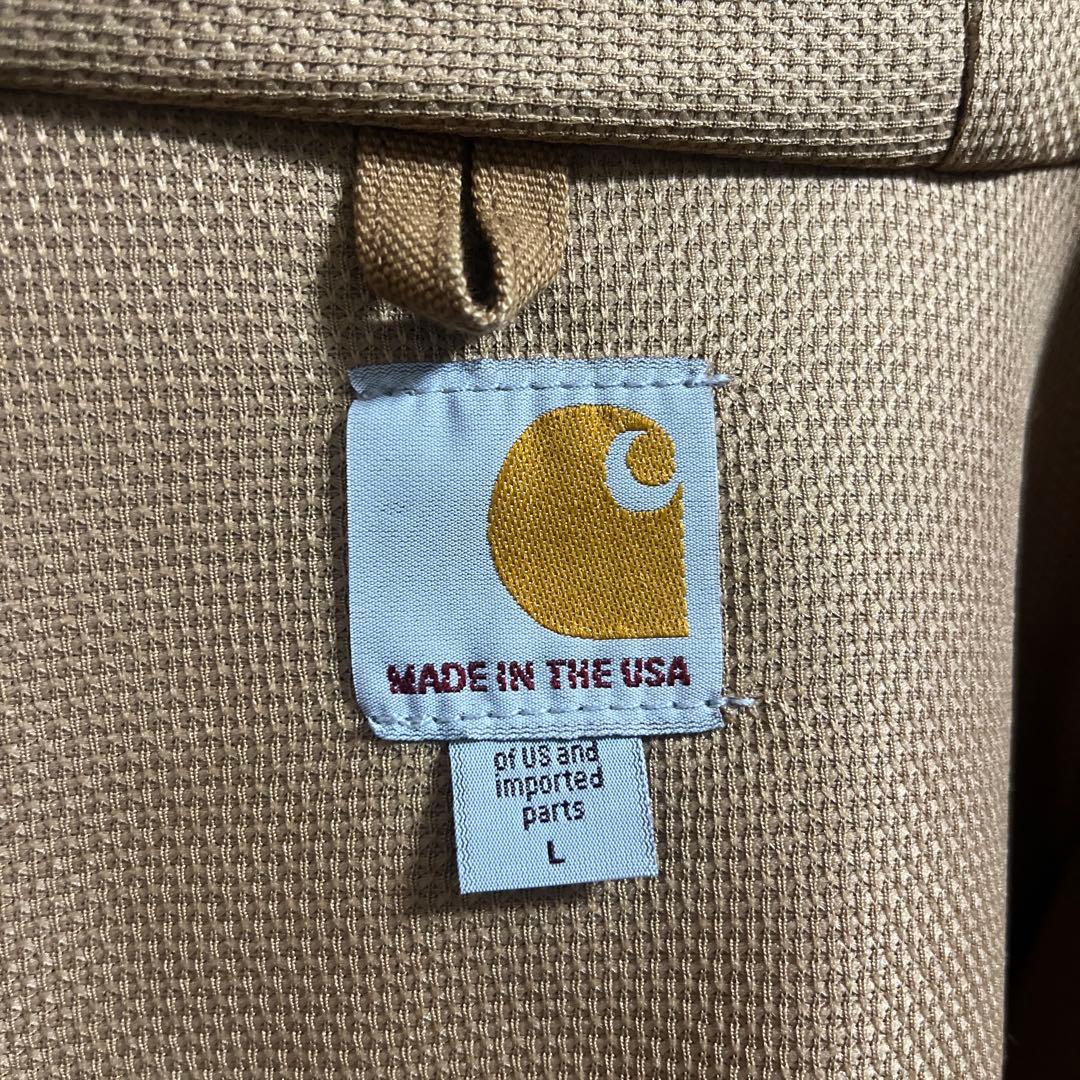 MADE IN THE USA
of US and
imported
parts
L